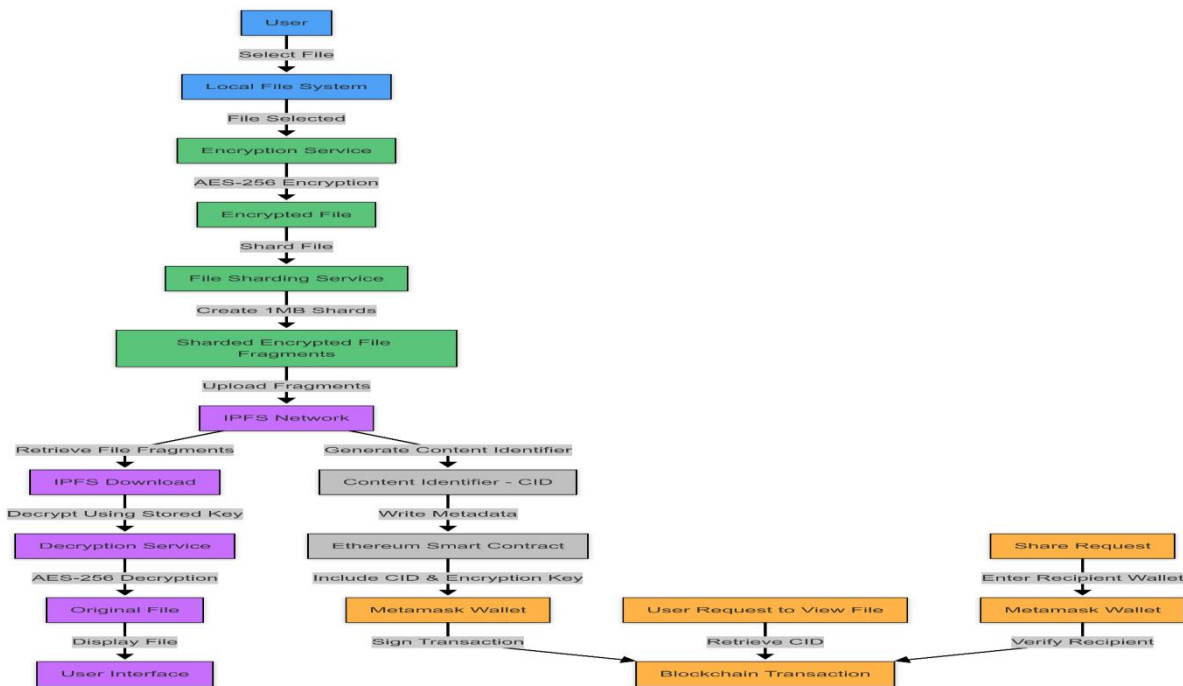 User
Select File
Local File System
File Selected
Encryption Service
AES-256 Encryption
Encrypted File
Shard File
File Sharding Service
Create 1MB Shards
Sharded Encrypted File
Fragments
Upload Fragments
IPFS Network
Retrieve File Fragments
Generate Content Identifier
IPFS Download
Content Identifier - CID
Decrypt Using Stored Key
Write Metadata
Decryption Service
Ethereum Smart Contract
Share Request
AES-256 Decryption
Include CID & Encryption Key
Enter Recipient Wallet
Original File
Metamask Wallet
User Request to View File
Metamask Wallet
Display File
Sign Transaction
Retrieve CID
Verify Recipient
User Interface
Blockchain Transaction